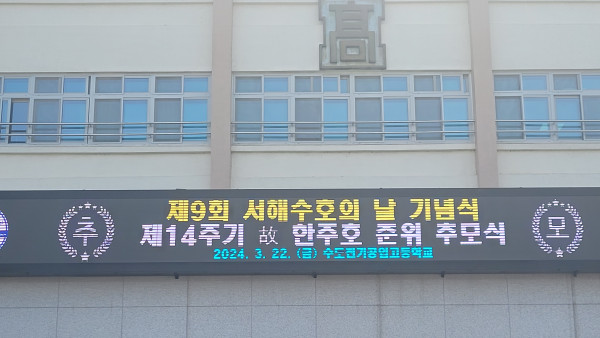 高
제9회 서해수호의 날 기념식
추 제14주기 故 한주호 준위 추모식 모
2024. 3. 22. (금) 수도전기공업고등학교